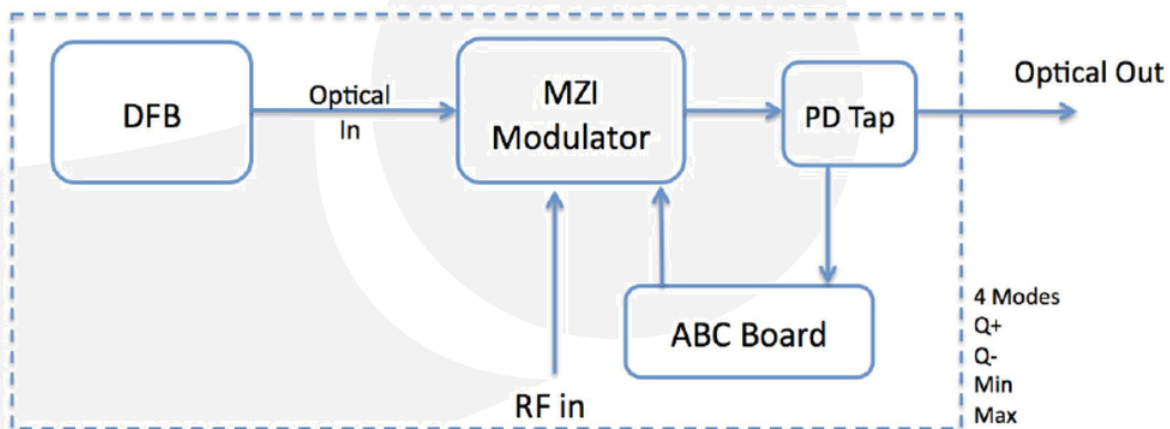 DFB
Optical
In
MZI
Modulator
PD Tap
Optical Out
ABC Board
RF in
4 Modes
Q+
Q-
Min
Max